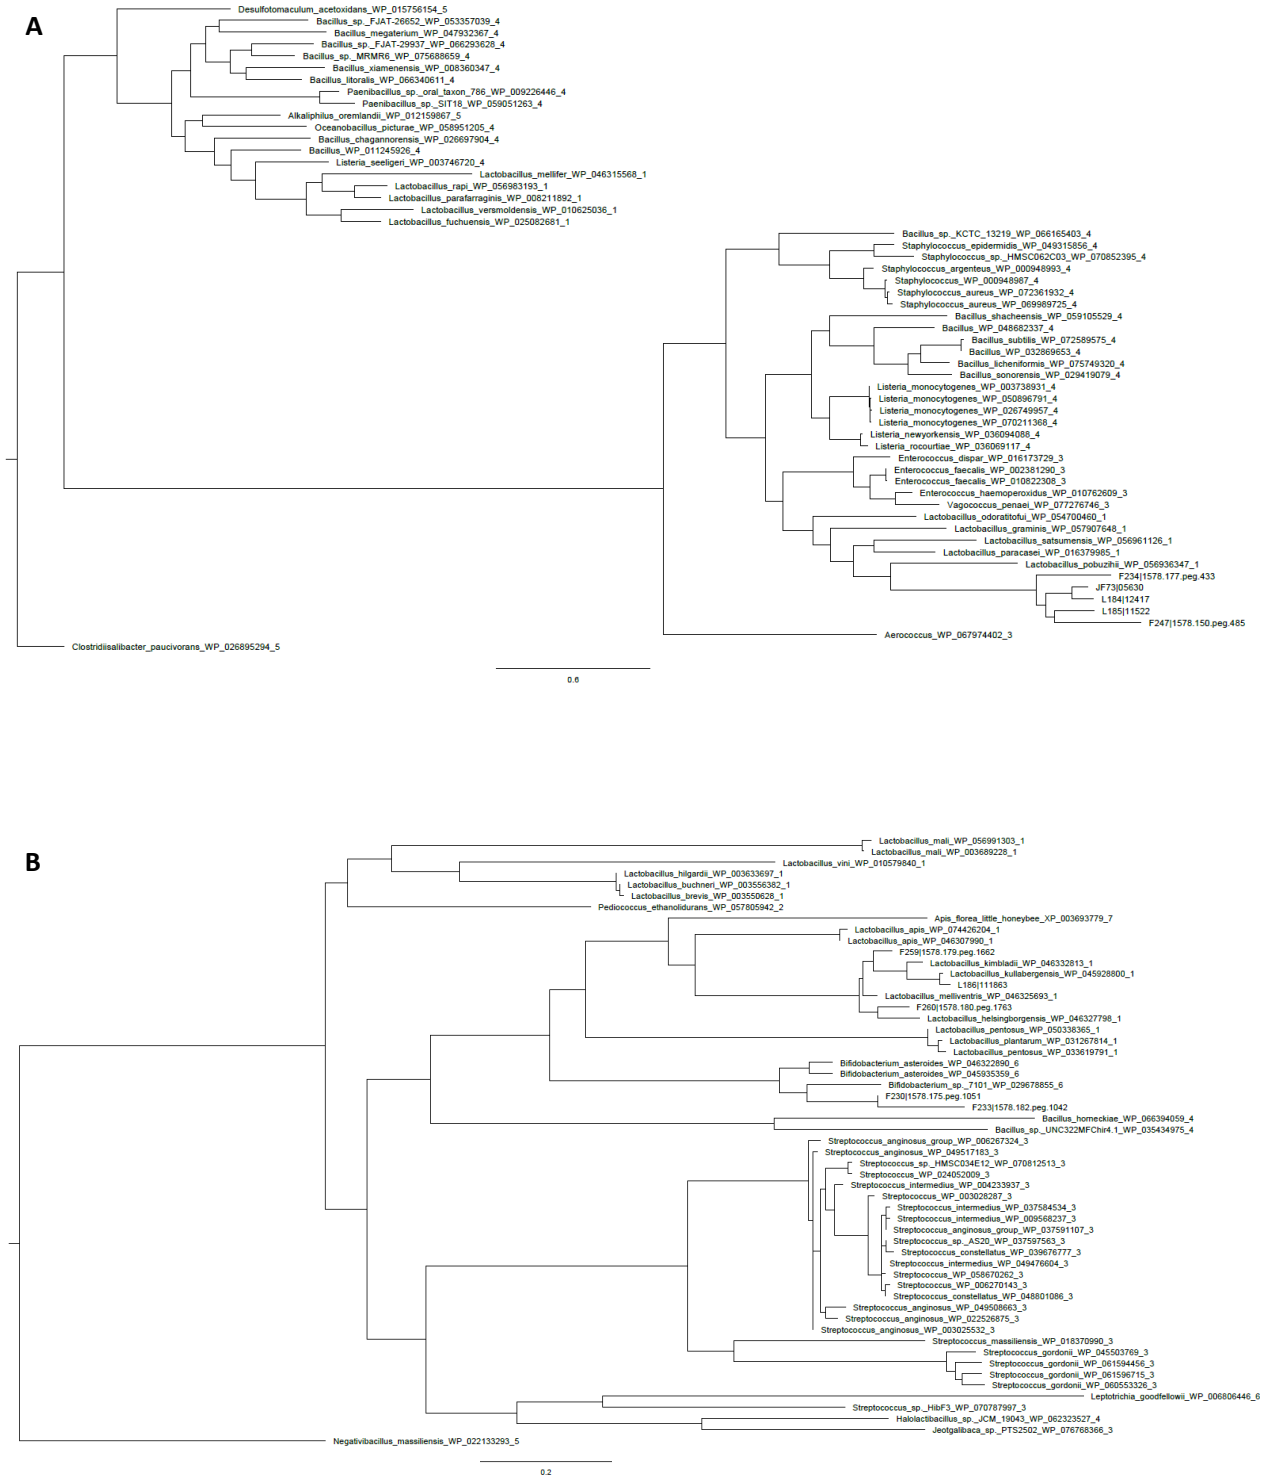 A
Desulfotomaculum_acetoxidans_WP_015756154_5
Bacillus_sp._FJAT-26652_WP_053357039_4
Bacillus_megaterium_WP_047932367_4
Bacillus_sp._FJAT-29937_WP_066293628_4
Bacillus_sp._MRMR6_WP_075688659_4
Bacillus_xiamenensis_WP_008360347_4
Bacillus_litoralis_WP_066340611_4
Paenibacillus_sp._oral_taxon_786_WP_009226446_4
Paenibacillus_sp._SIT18_WP_059051263_4
Alkaliphilus_oremlandii_WP_012159867_5
Oceanobacillus_picturae_WP_058951205_4
Bacillus_chagannorensis_WP_026697904_4
Bacillus_WP_011245926_4
Listeria_seeligeri_WP_003746720_4
Lactobacillus_mellifer_WP_046315568_1
Lactobacillus_rapi_WP_056983193_1
Lactobacillus_parafarraginis_WP_008211892_1
Lactobacillus_versmoldensis_WP_010625036_1
Lactobacillus_fuchuensis_WP_025082681_1
Bacillus_sp._KCTC_13219_WP_066165403_4
Staphylococcus_epidermidis_WP_049315856_4
Staphylococcus_sp._HMSC062C03_WP_070852395_4
Staphylococcus_argenteus_WP_000948993_4
Staphylococcus_WP_000948987_4
Staphylococcus_aureus_WP_072361932_4
Staphylococcus_aureus_WP_069989725_4
Bacillus_shacheensis_WP_059105529_4
Bacillus_WP_048682337_4
Bacillus_subtilis_WP_072589575_4
Bacillus_WP_032869653_4
Bacillus_licheniformis_WP_075749320_4
Bacillus_sonorensis_WP_029419079_4
Listeria_monocytogenes_WP_003738931_4
Listeria_monocytogenes_WP_050896791_4
Listeria_monocytogenes_WP_026749957_4
Listeria_monocytogenes_WP_070211368_4
Listeria_newyorkensis_WP_036094088_4
Listeria_rocourtiae_WP_036069117_4
Enterococcus_dispar_WP_016173729_3
Enterococcus_faecalis_WP_002381290_3
Enterococcus_faecalis_WP_010822308_3
Enterococcus_haemoperoxidus_WP_010762609_3
Vagococcus_penaei_WP_077276746_3
Lactobacillus_odoratitofui_WP_054700460_1
Lactobacillus_graminis_WP_057907648_1
Lactobacillus_satsumensis_WP_056961126_1
Lactobacillus_paracasei_WP_016379985_1
Lactobacillus_pobuzihii_WP_056936347_1
F234|1578.177.peg.433
JF73|05630
L184|12417
L185|11522
F247|1578.150.peg.485
Aerococcus_WP_067974402_3
Clostridiisalibacter_paucivorans_WP_026895294_5
0.6
B
Lactobacillus_mali_WP_056991303_1
Lactobacillus_mali_WP_003689228_1
Lactobacillus_vini_WP_010579840_1
Lactobacillus_hilgardii_WP_003633697_1
Lactobacillus_buchneri_WP_003556382_1
Lactobacillus_brevis_WP_003550628_1
Pediococcus_ethanolidurans_WP_057805942_2
Apis_florea_little_honeybee_XP_003693779_7
Lactobacillus_apis_WP_074426204_1
Lactobacillus_apis_WP_046307990_1
F259|1578.179.peg.1662
Lactobacillus_kimbladii_WP_046332813_1
Lactobacillus_kullabergensis_WP_045928800_1
L186|111863
Lactobacillus_melliventris_WP_046325693_1
F260|1578.180.peg.1763
Lactobacillus_helsingborgensis_WP_046327798_1
Lactobacillus_pentosus_WP_050338365_1
Lactobacillus_plantarum_WP_031267814_1
Lactobacillus_pentosus_WP_033619791_1
Bifidobacterium_asteroides_WP_046322890_6
Bifidobacterium_asteroides_WP_045935359_6
Bifidobacterium_sp._7101_WP_029678855_6
F230|1578.175.peg.1051
F233|1578.182.peg.1042
Bacillus_horneckiae_WP_066394059_4
Bacillus_sp._UNC322MFChir4.1_WP_035434975_4
Streptococcus_anginosus_group_WP_006267324_3
Streptococcus_anginosus_WP_049517183_3
Streptococcus_sp._HMSC034E12_WP_070812513_3
Streptococcus_WP_024052009_3
Streptococcus_intermedius_WP_004233937_3
Streptococcus_WP_003028287_3
Streptococcus_intermedius_WP_037584534_3
Streptococcus_intermedius_WP_009568237_3
Streptococcus_anginosus_group_WP_037591107_3
Streptococcus_sp._AS20_WP_037597563_3
Streptococcus_constellatus_WP_039676777_3
Streptococcus_intermedius_WP_049476604_3
Streptococcus_WP_058670262_3
Streptococcus_WP_006270143_3
Streptococcus_constellatus_WP_048801086_3
Streptococcus_anginosus_WP_049508663_3
Streptococcus_anginosus_WP_022526875_3
Streptococcus_anginosus_WP_003025532_3
Streptococcus_massiliensis_WP_018370990_3
Streptococcus_gordonii_WP_045503769_3
Streptococcus_gordonii_WP_061594456_3
Streptococcus_gordonii_WP_061596715_3
Streptococcus_gordonii_WP_060553326_3
Leptotrichia_goodfellowii_WP_006806446_6
Streptococcus_sp._HibF3_WP_070787997_3
Halolactibacillus_sp._JCM_19043_WP_062323527_4
Jeotgalibaca_sp._PTS2502_WP_076768366_3
Negativibacillus_massiliensis_WP_022133293_5
0.2